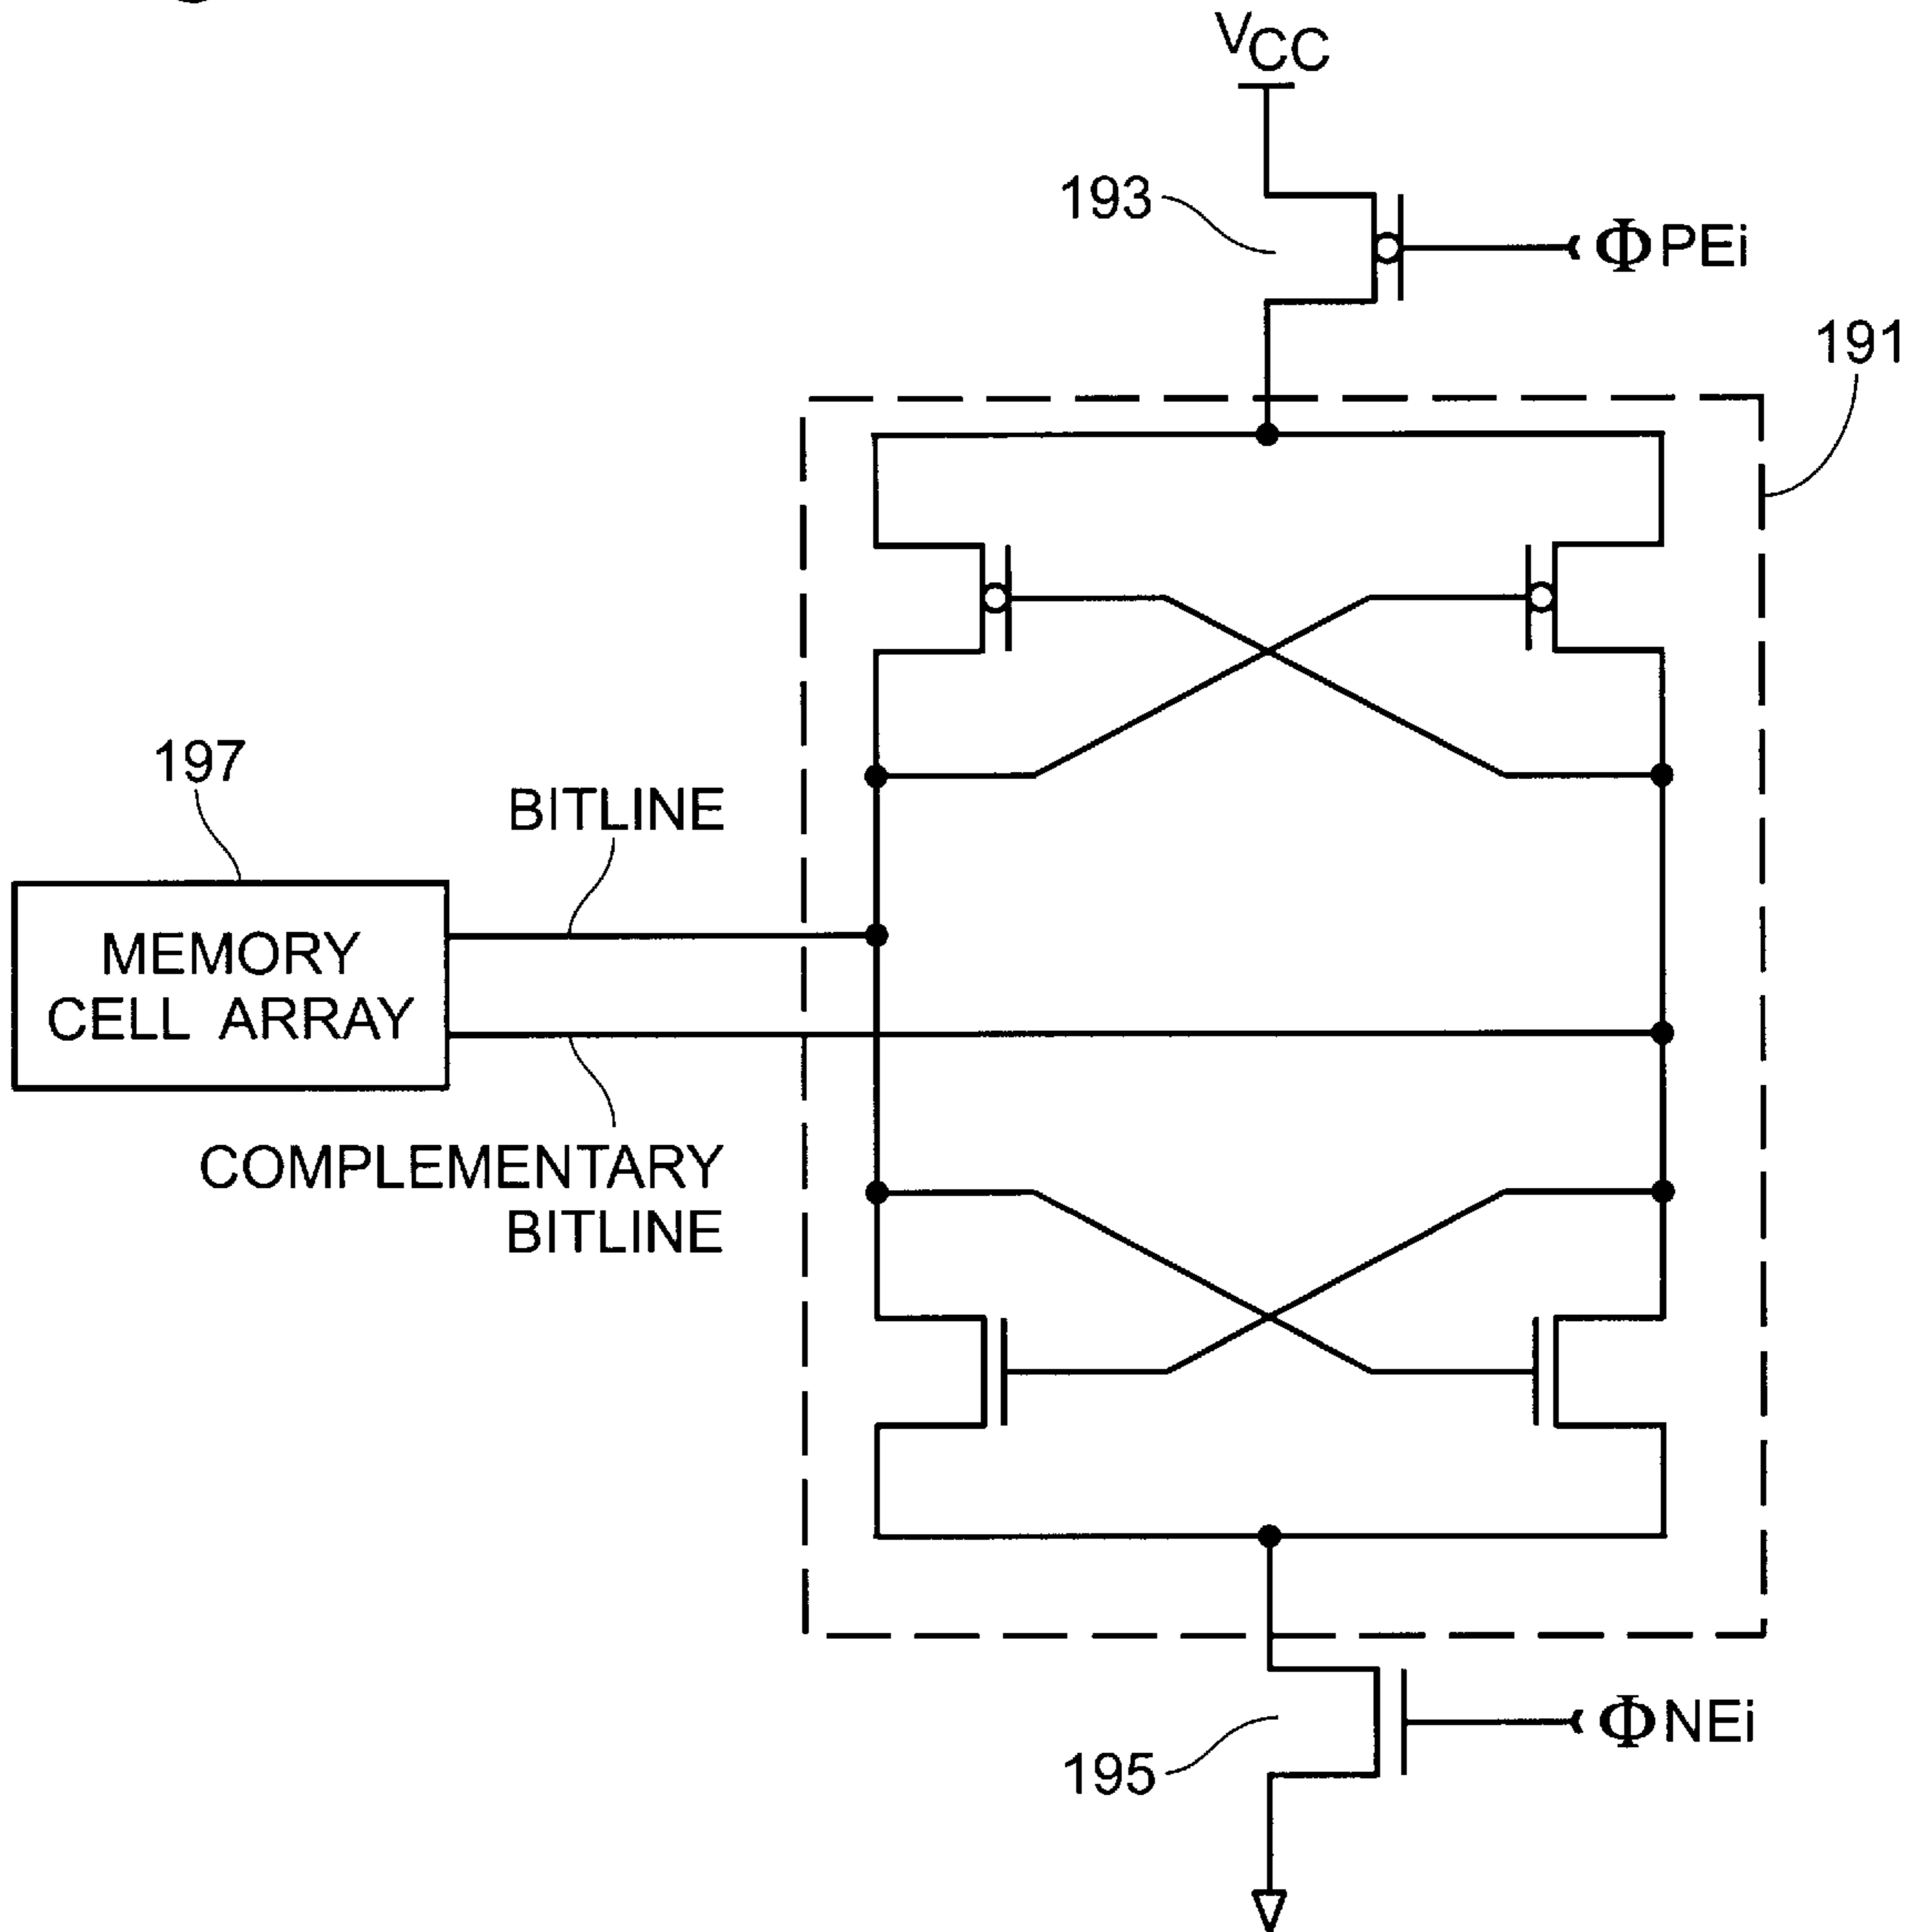 VCC
193
ΦPEi
191
197
BITLINE
MEMORY
CELL ARRAY
COMPLEMENTARY
BITLINE
ΦNEi
195